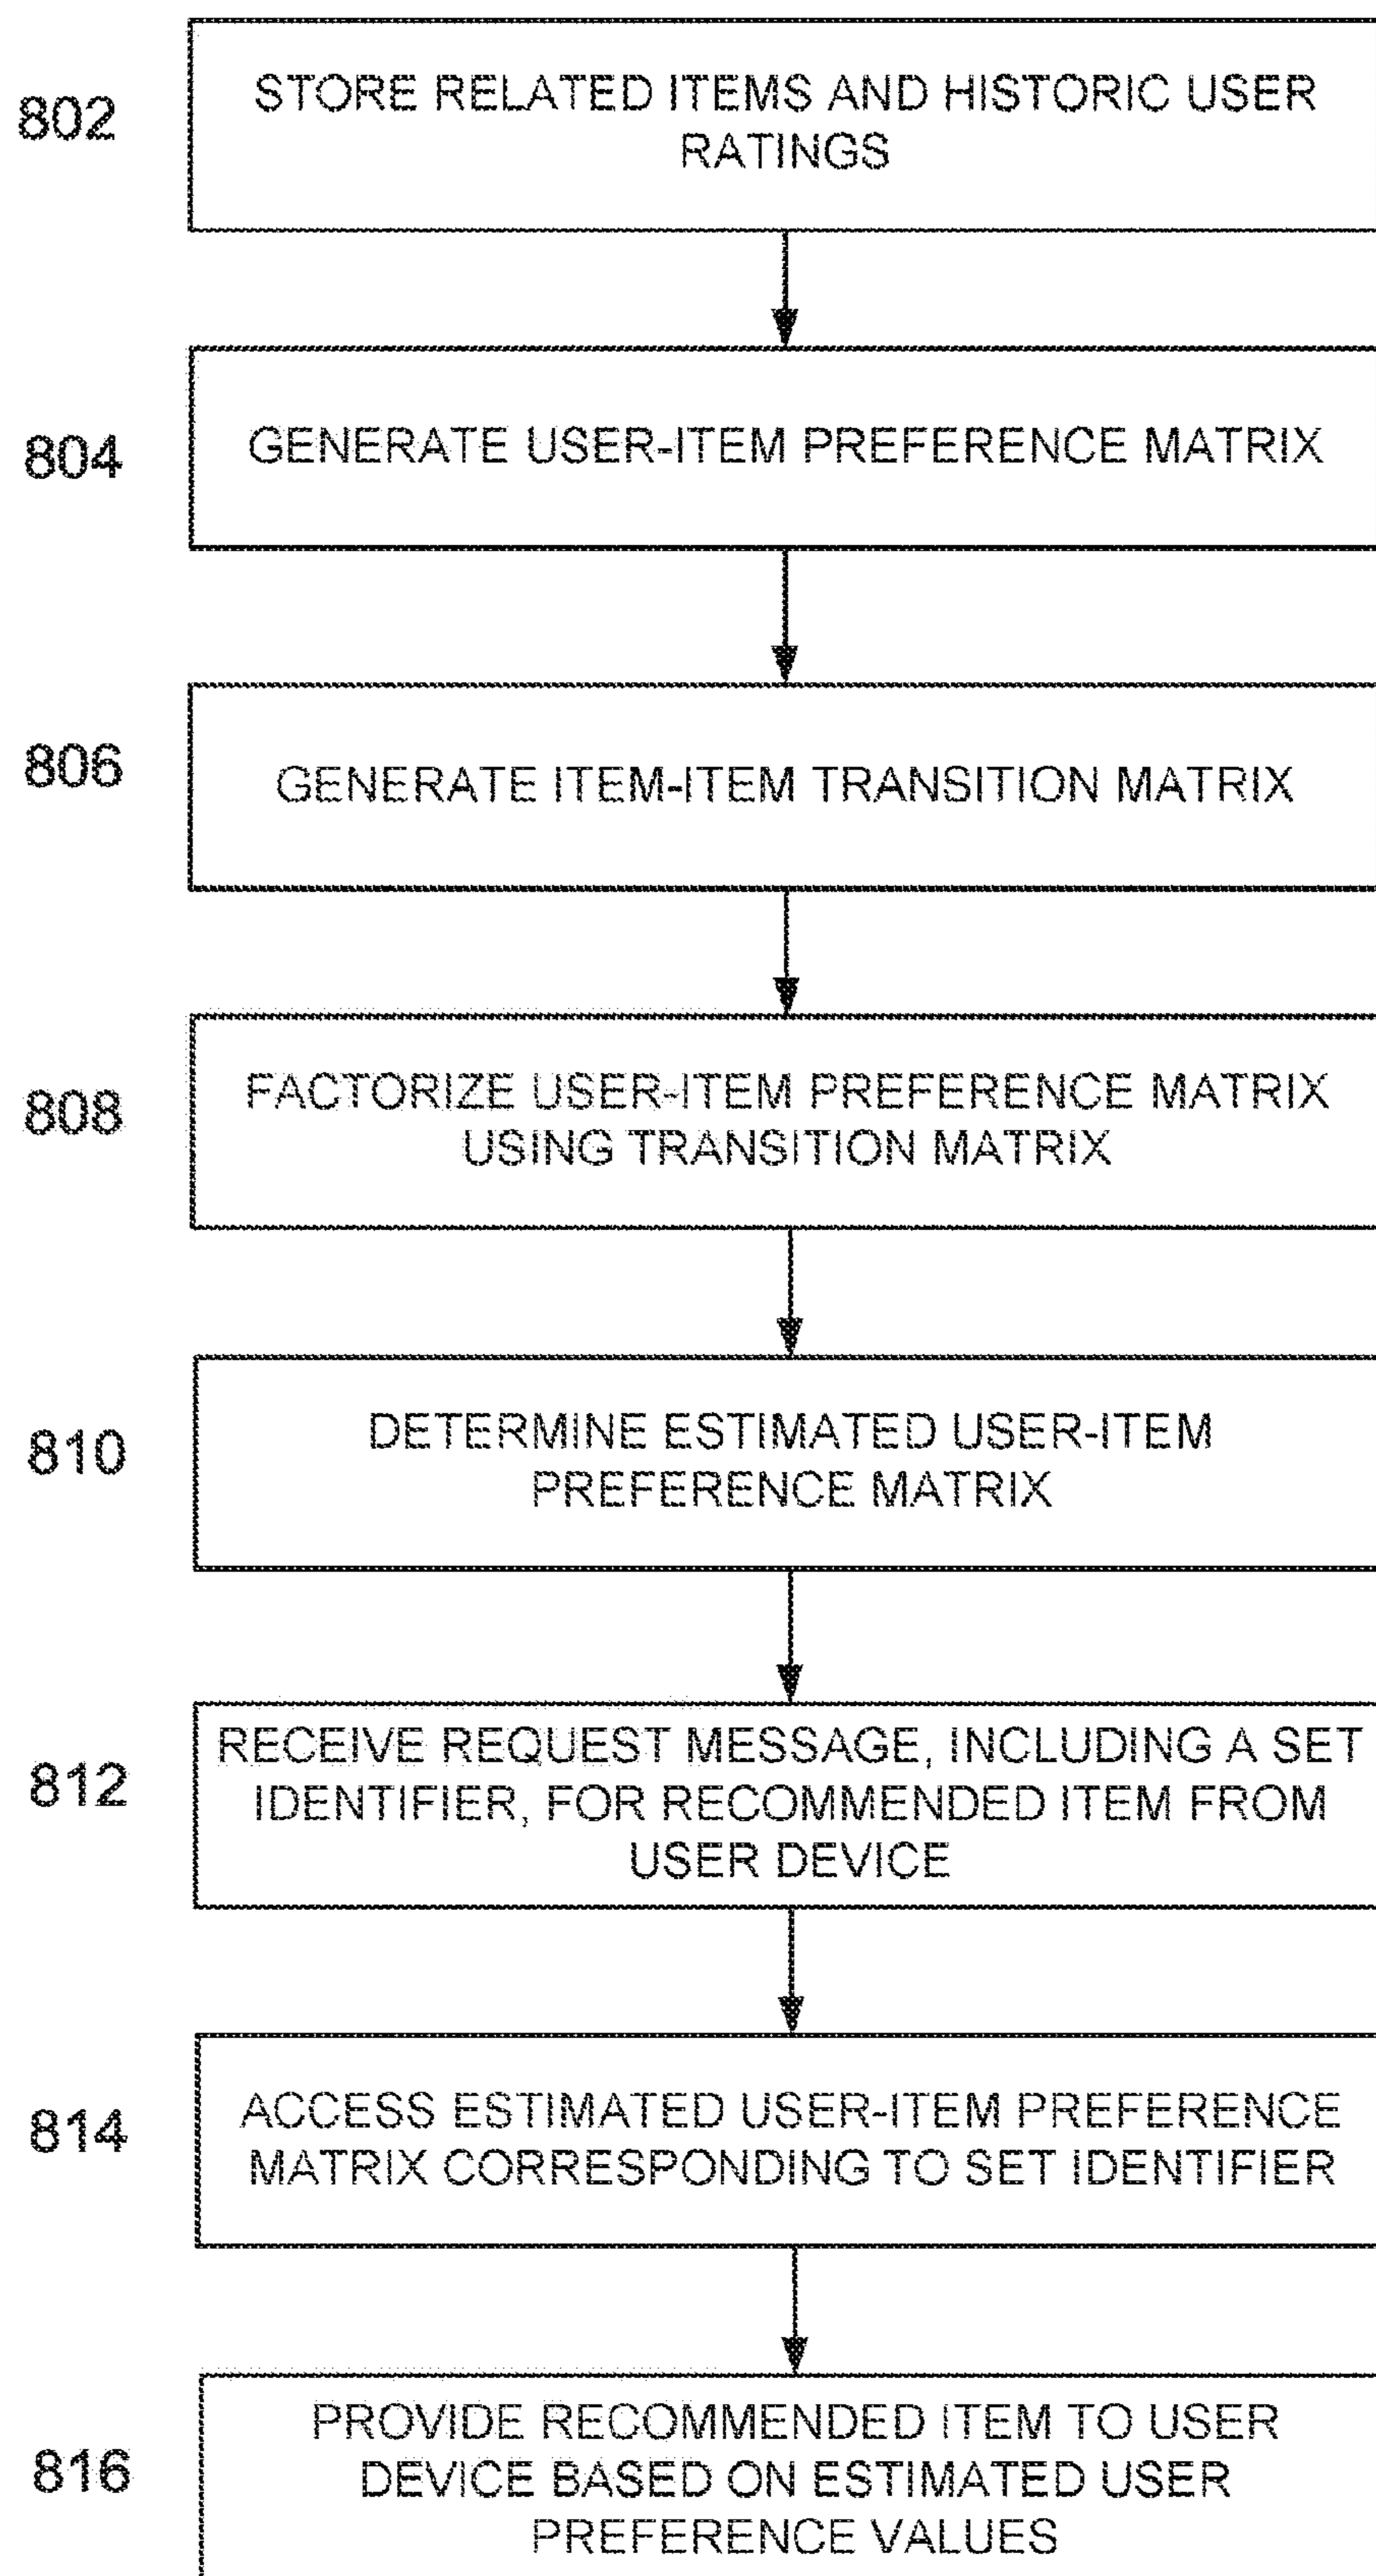 802
STORE RELATED ITEMS AND HISTORIC USER
RATINGS
804
GENERATE USER-ITEM PREFERENCE MATRIX
806
GENERATE ITEM-ITEM TRANSITION MATRIX
808
FACTORIZE USER-ITEM PREFERENCE MATRIX
USING TRANSITION MATRIX
810
DETERMINE ESTIMATED USER-ITEM
PREFERENCE MATRIX
812
RECEIVE REQUEST MESSAGE, INCLUDING A SET
IDENTIFIER, FOR RECOMMENDED ITEM FROM
USER DEVICE
814
ACCESS ESTIMATED USER-ITEM PREFERENCE
MATRIX CORRESPONDING TO SET IDENTIFIER
816
PROVIDE RECOMMENDED ITEM TO USER
DEVICE BASED ON ESTIMATED USER
PREFERENCE VALUES